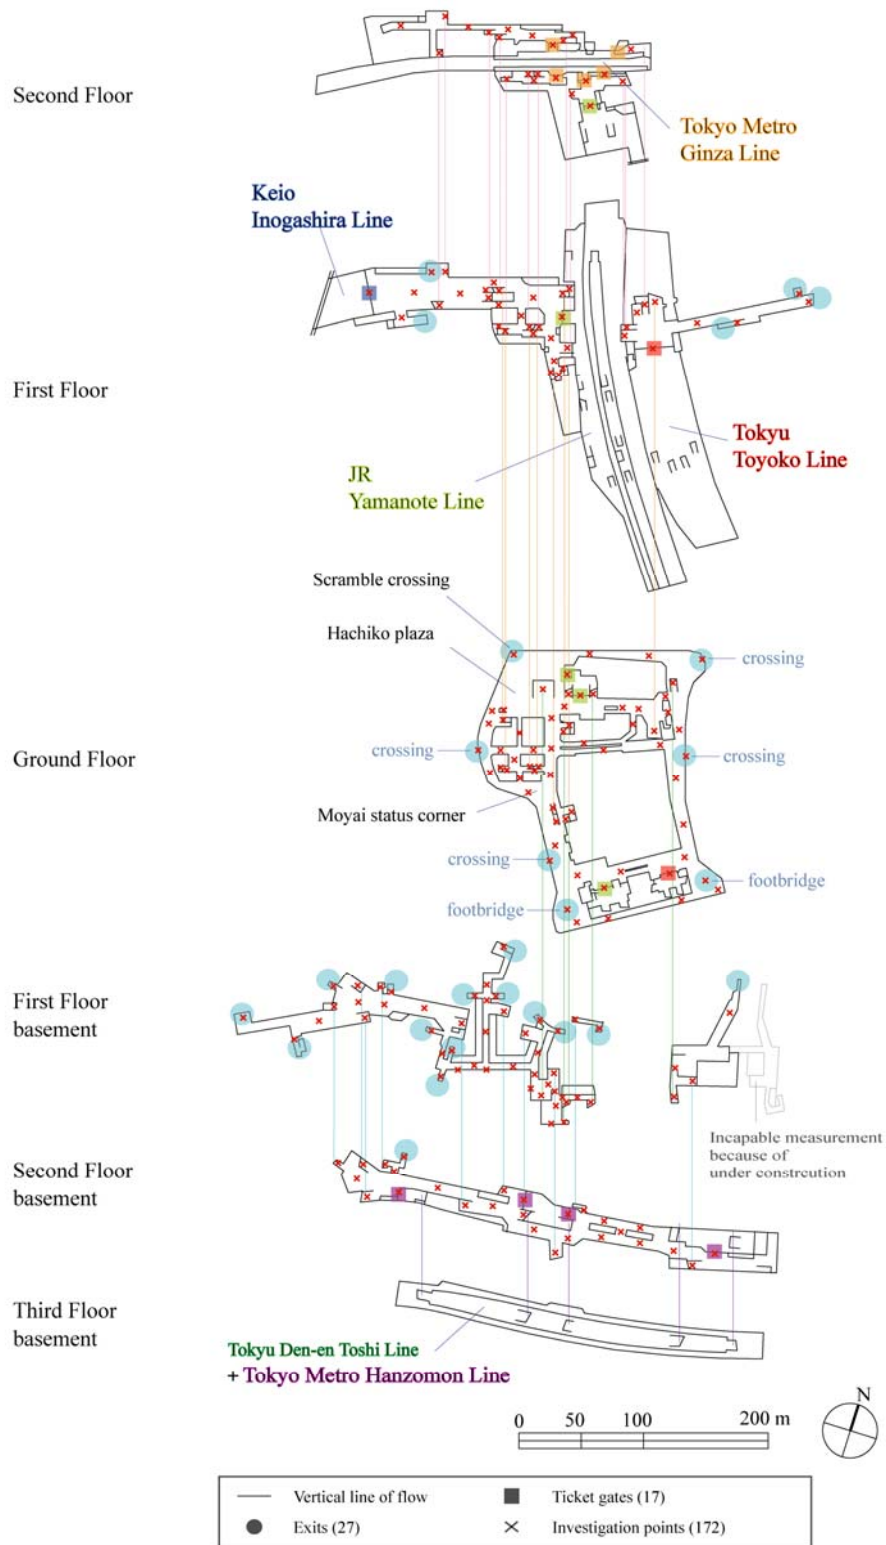 Second Floor
Tokyo Metro
Ginza Line
Keio
Inogashira Line
First Floor
Tokyu
Toyoko Line
JR
Yamanote Line
Scramble crossing
Hachiko plaza
crossing
Ground Floor
crossing
crossing
Moyai status corner
crossing
footbridge
footbridge
First Floor
basement
Incapable measurement
because of
under constrcution
Second Floor
basement
Third Floor
basement
Tokyu Den-en Toshi Line
+ Tokyo Metro Hanzomon Line
N
0 50 100 200 m
Vertical line of flow
Ticket gates (17)
Exits (27)
Investigation points (172)